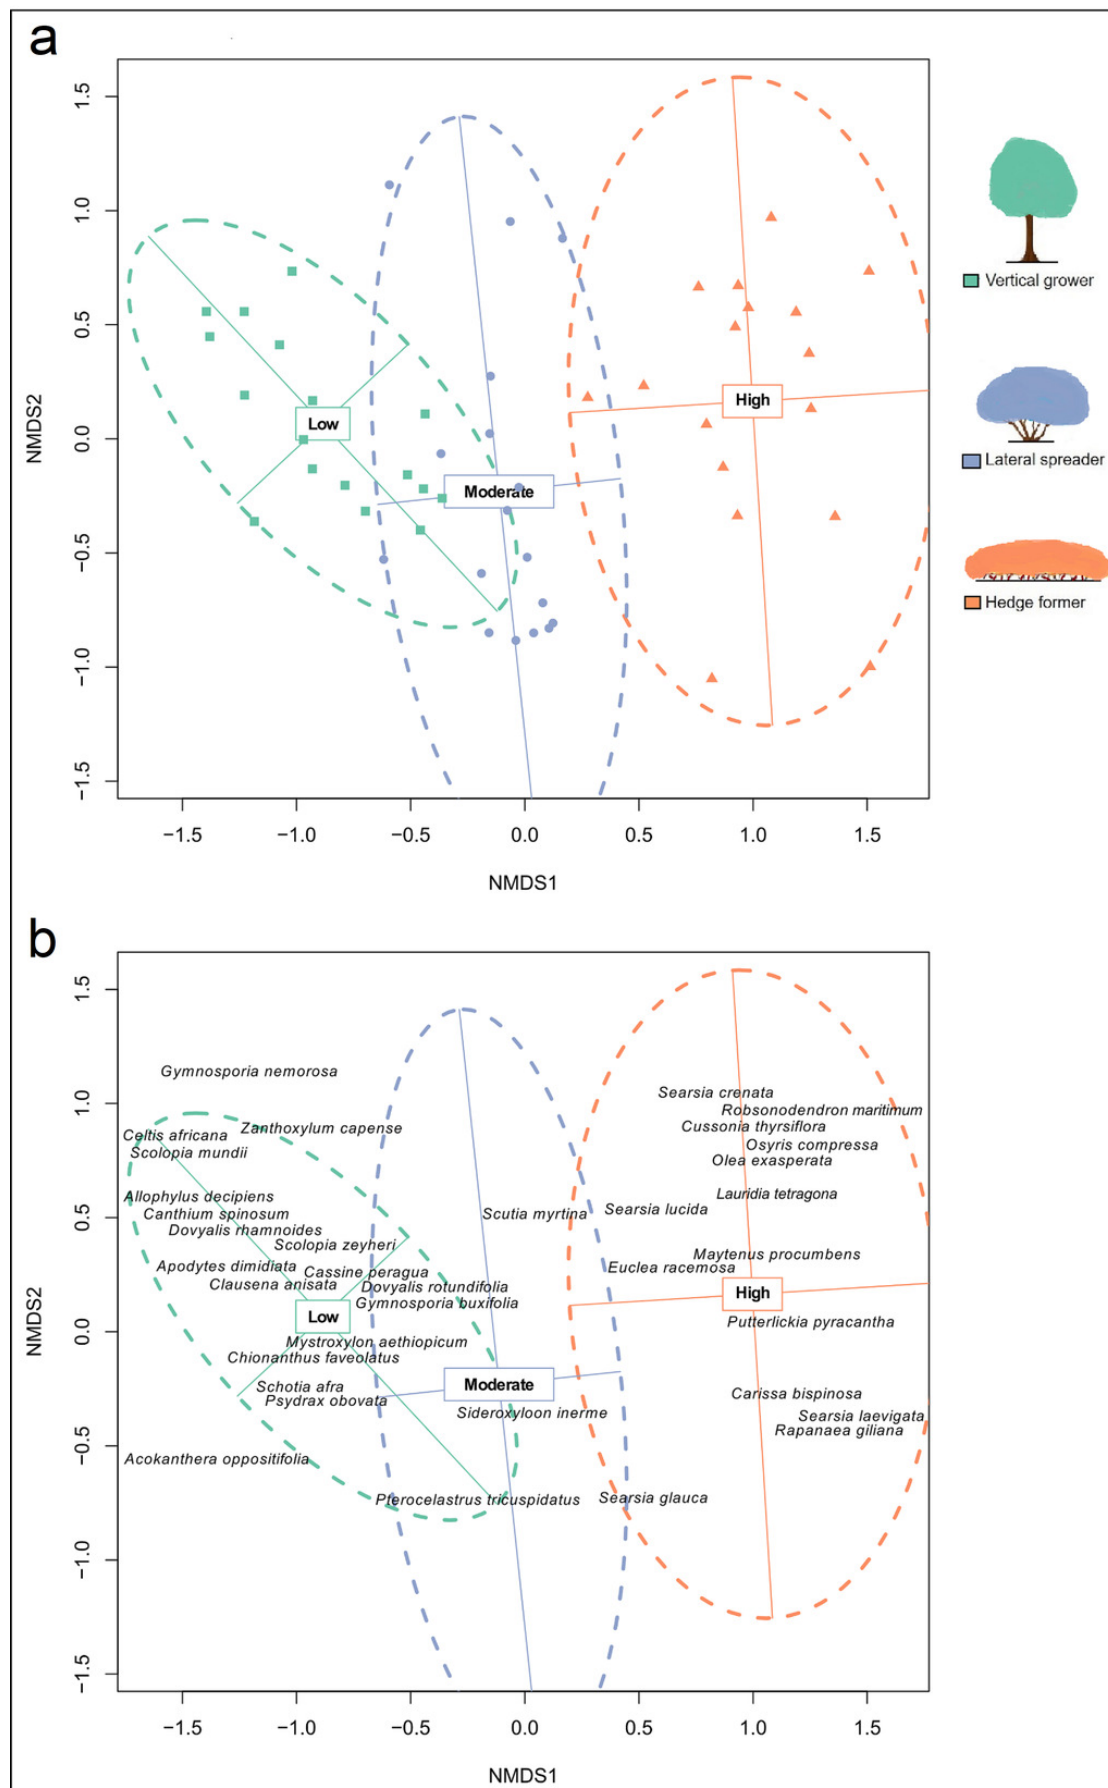 a
1.5
1.0
0.5
0.0
−0.5
−1.0
−1.5
NMDS2
Low
Moderate
High
−1.5
−1.0
−0.5
0.0
0.5
1.0
1.5
NMDS1
Vertical grower
Lateral spreader
Hedge former
b
1.5
1.0
0.5
0.0
−0.5
−1.0
−1.5
NMDS2
Gymnosporia nemorosa
Searsia crenata
Robsonodendron maritimum
Cussonia thyrsiflora
Zanthoxylum capense
Celtis africana
Osyris compressa
Scolopia mundii
Olea exasperata
Allophylus decipiens
Lauridia tetragona
Canthium spinosum
Scutia myrtina
Searsia lucida
Dovyalis rhamnoides
Scolopia zeyheri
Maytenus procumbens
Apodytes dimidiata
Cassine peragua
Euclea racemosa
Clausena anisata
Dovyalis rotundifolia
Gymnosporia buxifolia
High
Low
Putterlickia pyracantha
Mystroxylon aethiopicum
Chionanthus faveolatus
Schotia afra
Moderate
Psydrax obovata
Carissa bispinosa
Sideroxyloon inerme
Searsia laevigata
Rapanaea giliana
Acokanthera oppositifolia
Pterocelastrus tricuspidatus
Searsia glauca
−1.5
−1.0
−0.5
0.0
0.5
1.0
1.5
NMDS1